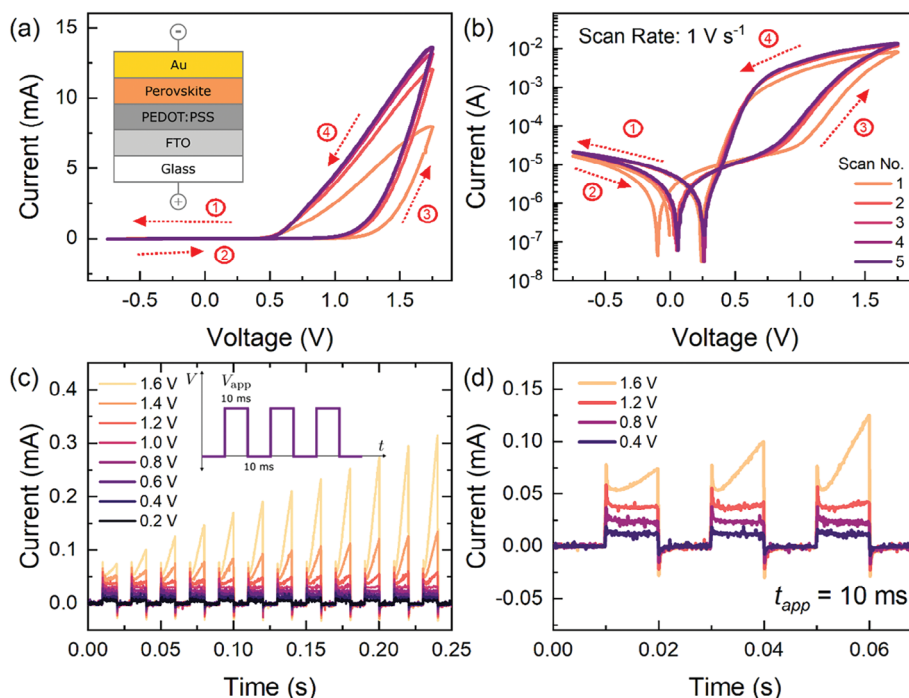 (a)
15
10
5
0
Current (mA)
-0.5
0.0
0.5
1.0
1.5
Voltage (V)
-
Au
Perovskite
PEDOT:PSS
FTO
Glass
+
1
2
3
4
(b)
Scan Rate: 1 V s⁻¹
10⁻²
10⁻³
10⁻⁴
10⁻⁵
10⁻⁶
10⁻⁷
10⁻⁸
Current (A)
-0.5
0.0
0.5
1.0
1.5
Voltage (V)
1
2
3
4
Scan No.
1
2
3
4
5
(c)
0.4
0.3
0.2
0.1
0.0
Current (mA)
0.00
0.05
0.10
0.15
0.20
0.25
Time (s)
1.6 V
1.4 V
1.2 V
1.0 V
0.8 V
0.6 V
0.4 V
0.2 V
V
Vapp
10 ms
10 ms
t
(d)
0.15
0.10
0.05
0.00
-0.05
Current (mA)
0.00
0.02
0.04
0.06
Time (s)
1.6 V
1.2 V
0.8 V
0.4 V
tapp = 10 ms